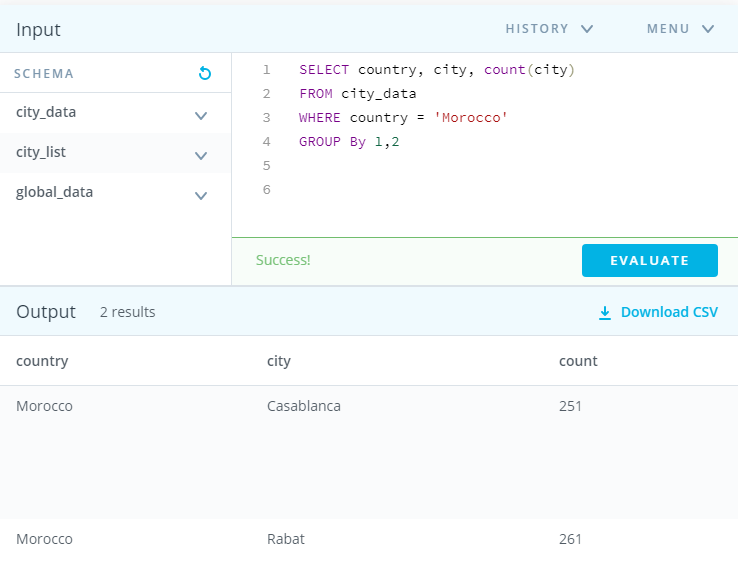 Input HISTORY MENU
SCHEMA
city_data
city_list
global_data
1 SELECT country, city, count(city)
2 FROM city_data
3 WHERE country = 'Morocco'
4 GROUP By 1,2
5
6
Success! EVALUATE
Output 2 results Download CSV
country city count
Morocco Casablanca 251
Morocco Rabat 261